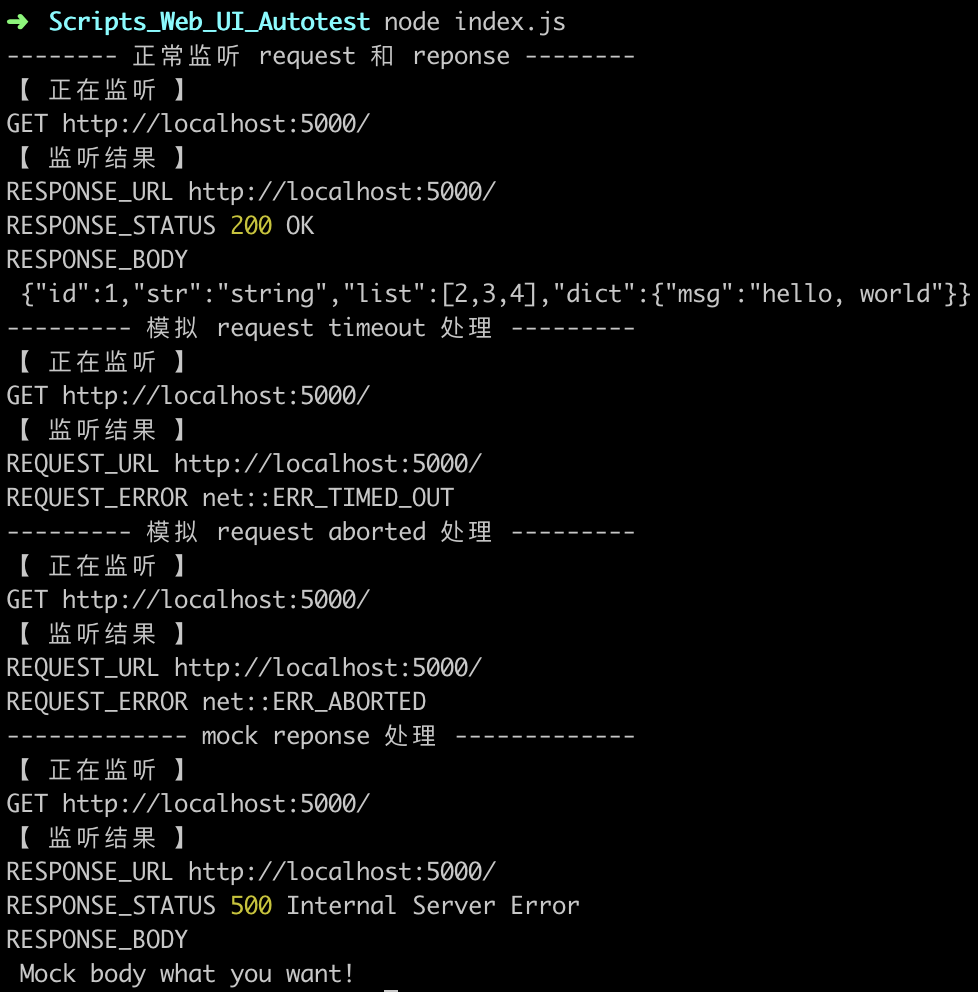 ➜ Scripts_Web_UI_Autotest node index.js
-------- 正常监听 request 和 reponse --------
【 正在监听 】
GET http://localhost:5000/
【 监听结果 】
RESPONSE_URL http://localhost:5000/
RESPONSE_STATUS 200 OK
RESPONSE_BODY
{"id":1,"str":"string","list":[2,3,4],"dict":{"msg":"hello, world"}}
--------- 模拟 request timeout 处理 ---------
【 正在监听 】
GET http://localhost:5000/
【 监听结果 】
REQUEST_URL http://localhost:5000/
REQUEST_ERROR net::ERR_TIMED_OUT
--------- 模拟 request aborted 处理 ---------
【 正在监听 】
GET http://localhost:5000/
【 监听结果 】
REQUEST_URL http://localhost:5000/
REQUEST_ERROR net::ERR_ABORTED
------------- mock reponse 处理 -------------
【 正在监听 】
GET http://localhost:5000/
【 监听结果 】
RESPONSE_URL http://localhost:5000/
RESPONSE_STATUS 500 Internal Server Error
RESPONSE_BODY
Mock body what you want!